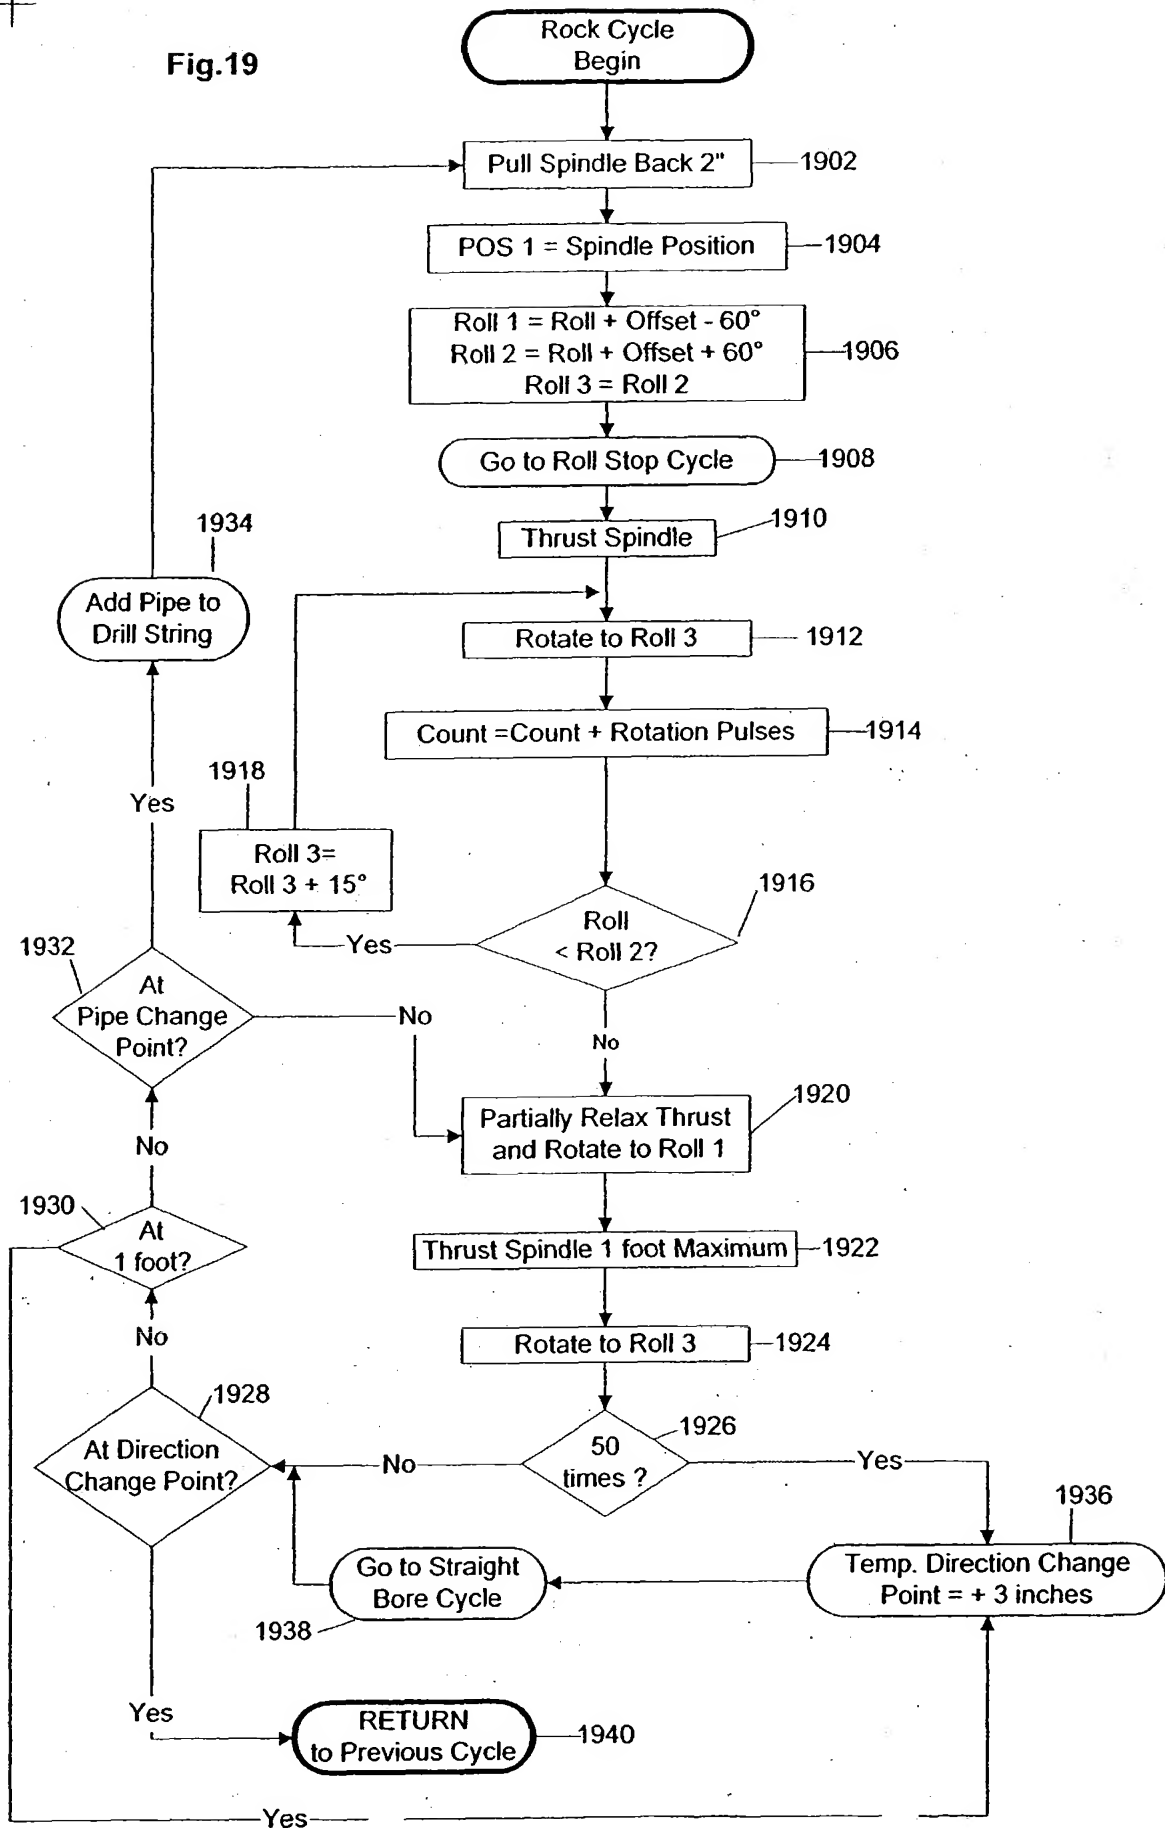 Fig.19
Rock Cycle
Begin
Pull Spindle Back 2"
1902
POS 1 = Spindle Position
1904
Roll 1 = Roll + Offset - 60°
Roll 2 = Roll + Offset + 60°
Roll 3 = Roll 2
1906
Go to Roll Stop Cycle
1908
1934
1910
Thrust Spindle
Add Pipe to
Drill String
Rotate to Roll 3
1912
Count =Count + Rotation Pulses
1914
1918
Yes
Roll 3=
Roll 3 + 15°
1916
Roll
< Roll 2?
Yes
1932
At
Pipe Change
Point?
No
No
1920
Partially Relax Thrust
and Rotate to Roll 1
No
1930
At
1 foot?
Thrust Spindle 1 foot Maximum
1922
No
Rotate to Roll 3
1924
1928
1926
At Direction
Change Point?
No
50
times ?
Yes
1936
Go to Straight
Bore Cycle
1938
Temp. Direction Change
Point = + 3 inches
Yes
RETURN
to Previous Cycle
1940
Yes